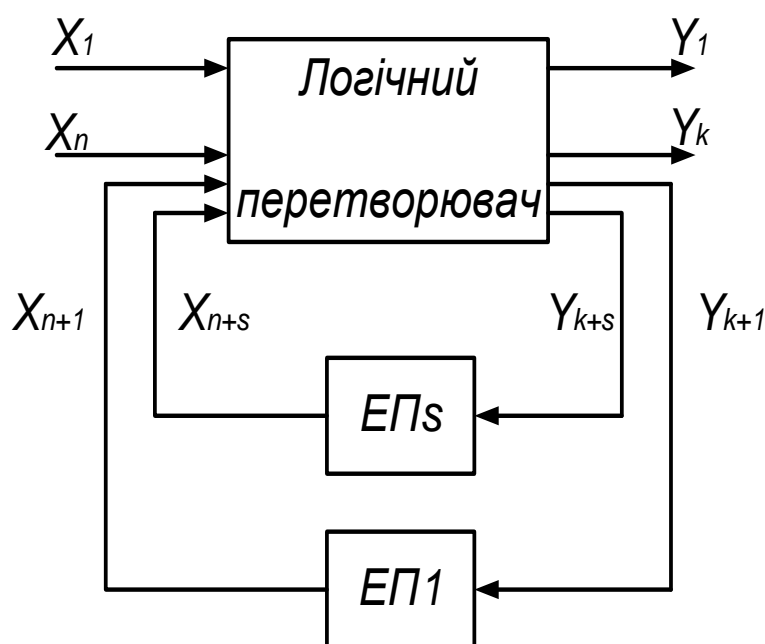 X1
Y1
Логічний
Xn
Yk
перетворювач
Xn+1
Xn+s
Yk+s
Yk+1
ЕПs
ЕП1